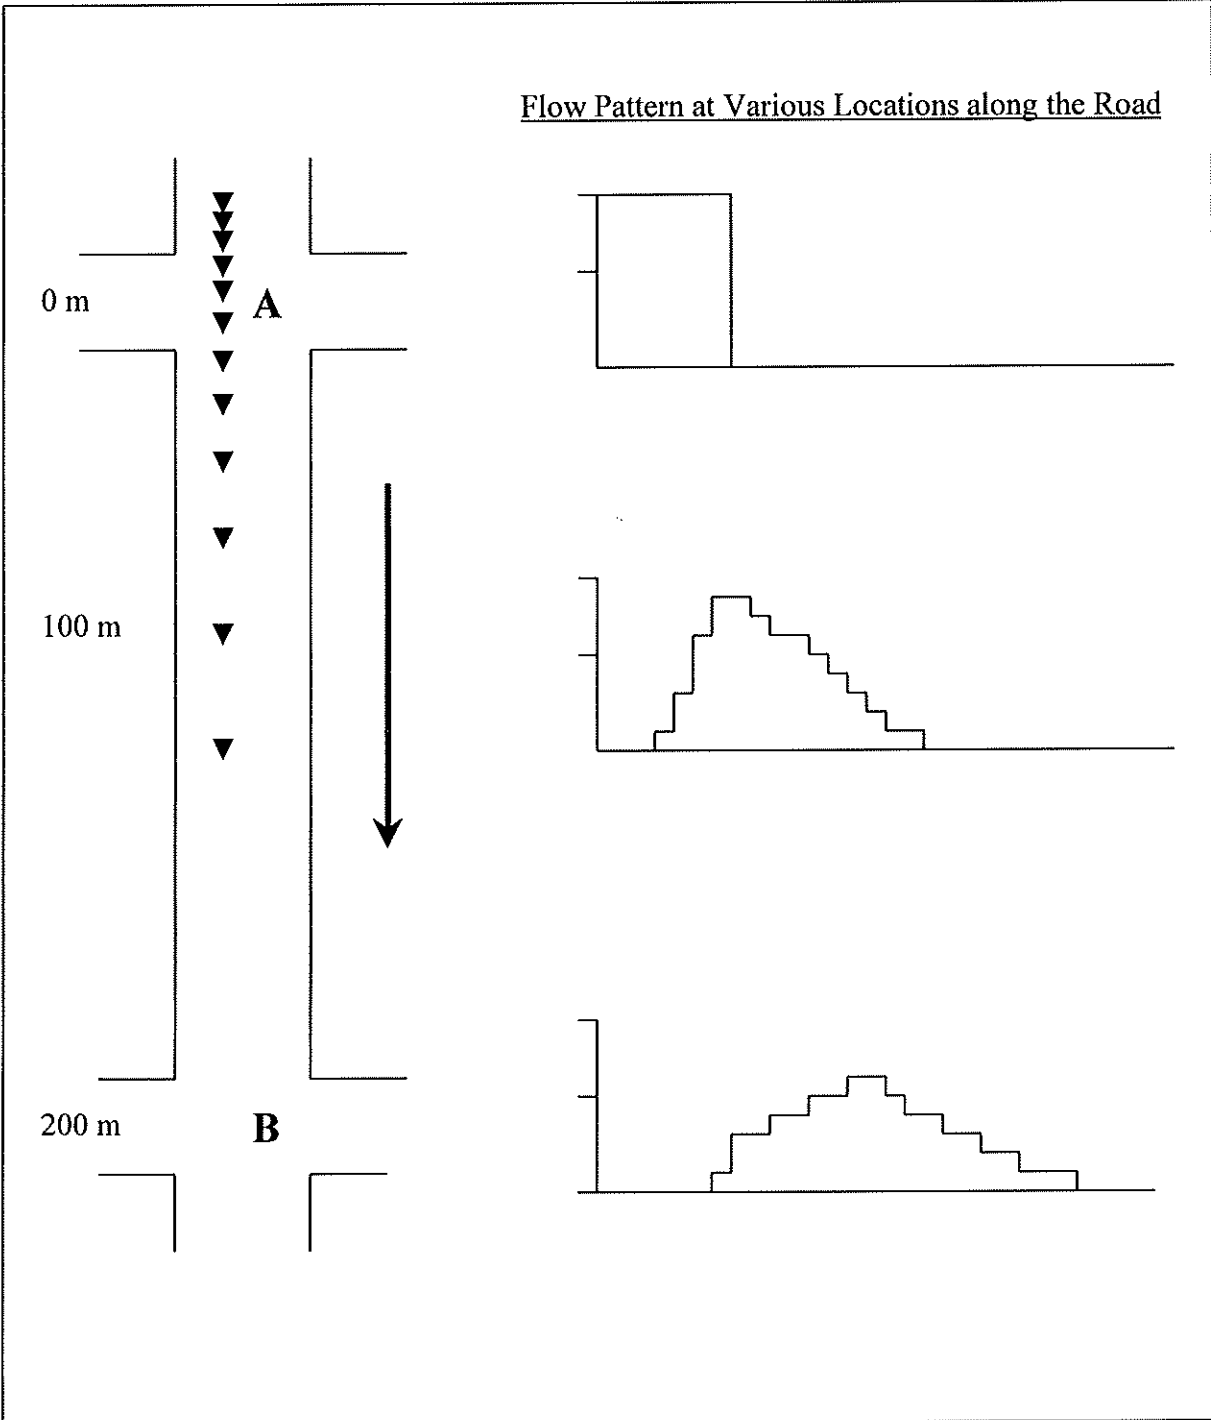 Flow Pattern at Various Locations along the Road
0 m
A
100 m
200 m
B